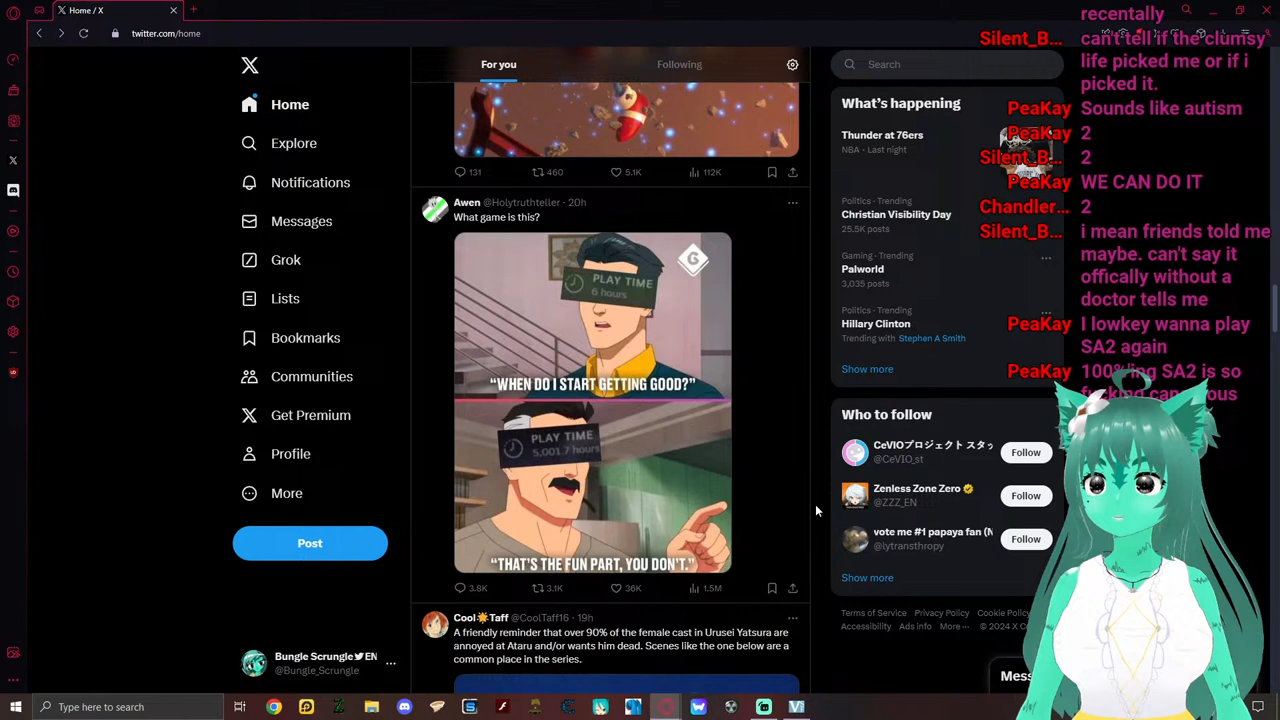 Home / X
twitter.com/home
Home
Explore
Notifications
Messages
Grok
Lists
Bookmarks
Communities
Get Premium
Profile
More
Post
Bungle Scrungle
EN
@Bungle_Scrungle
For you
Following
131
460
5.1K
112K
Awen @Holytruthteller · 20h
What game is this?
G
PLAY TIME
6 hours
"WHEN DO I START GETTING GOOD?"
PLAY TIME
5,001.7 hours
"THAT'S THE FUN PART, YOU DON'T."
3.8K
3.1K
36K
1.5M
Cool☀️Taff @CoolTaff16 · 19h
A friendly reminder that over 90% of the female cast in Urusei Yatsura are
annoyed at Ataru and/or wants him dead. Scenes like the one below are a
common place in the series.
Search
What's happening
Thunder at 76ers
NBA · Last night
Politics · Trending
Christian Visibility Day
25.5K posts
Gaming · Trending
Palworld
3,035 posts
Politics · Trending
Hillary Clinton
Trending with Stephen A Smith
Show more
Who to follow
CeVIOプロジェクト スタッ
@CeVIO_st
Follow
Zenless Zone Zero
@ZZZ_EN
Follow
vote me #1 papaya fan (N
@lytransthropy
Follow
Show more
Terms of Service Privacy Policy Cookie
Accessibility Ads info More ··· © 2024 X
recentally
Silent_B... can't tell if the clumsy
life picked me or if i
picked it.
PeaKay Sounds like autism
PeaKay 2
Silent_B... 2
PeaKay WE CAN DO IT
Chandler... 2
Silent_B... i mean friends told me
maybe. can't say it
offically without a
doctor tells me
PeaKay I lowkey wanna play
SA2 again
PeaKay 100%ing SA2 is so
Type here to search